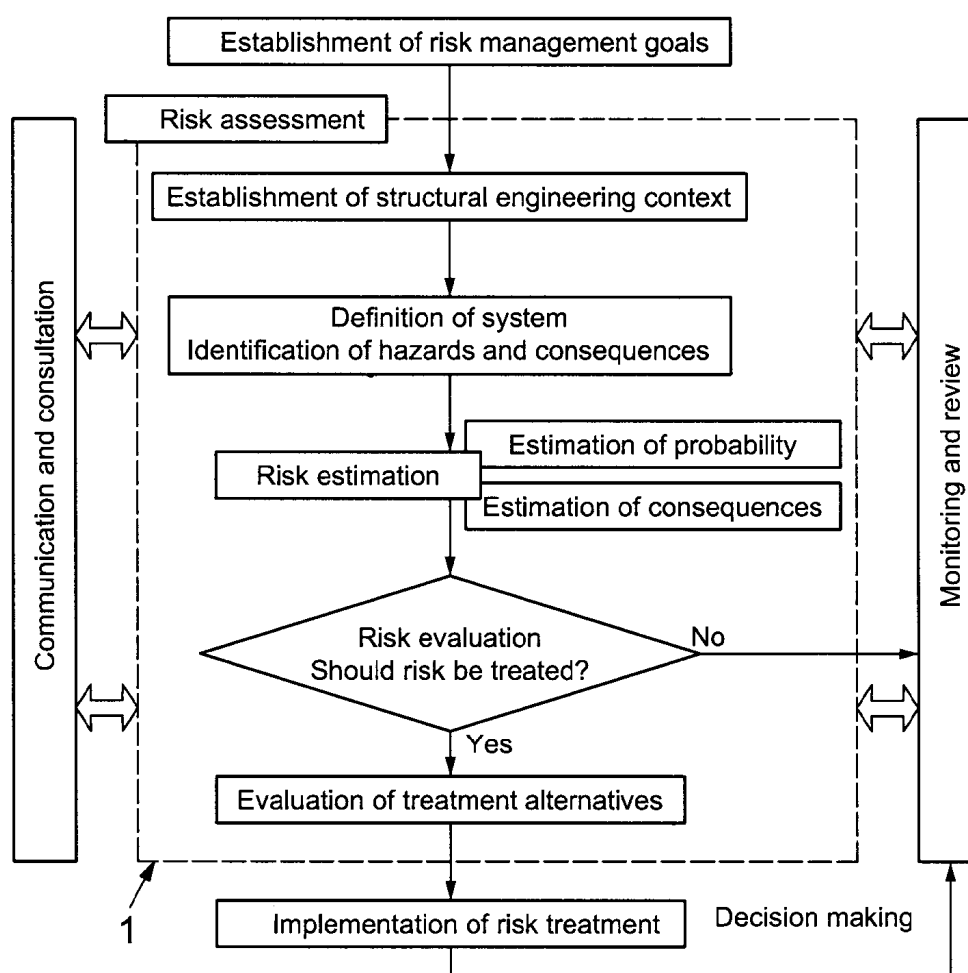 Establishment of risk management goals
Risk assessment
Establishment of structural engineering context
Definition of system
Identification of hazards and consequences
Estimation of probability
Risk estimation
Estimation of consequences
Risk evaluation
Should risk be treated?
No
Yes
Evaluation of treatment alternatives
1
Implementation of risk treatment
Decision making
Communication and consultation
Monitoring and review